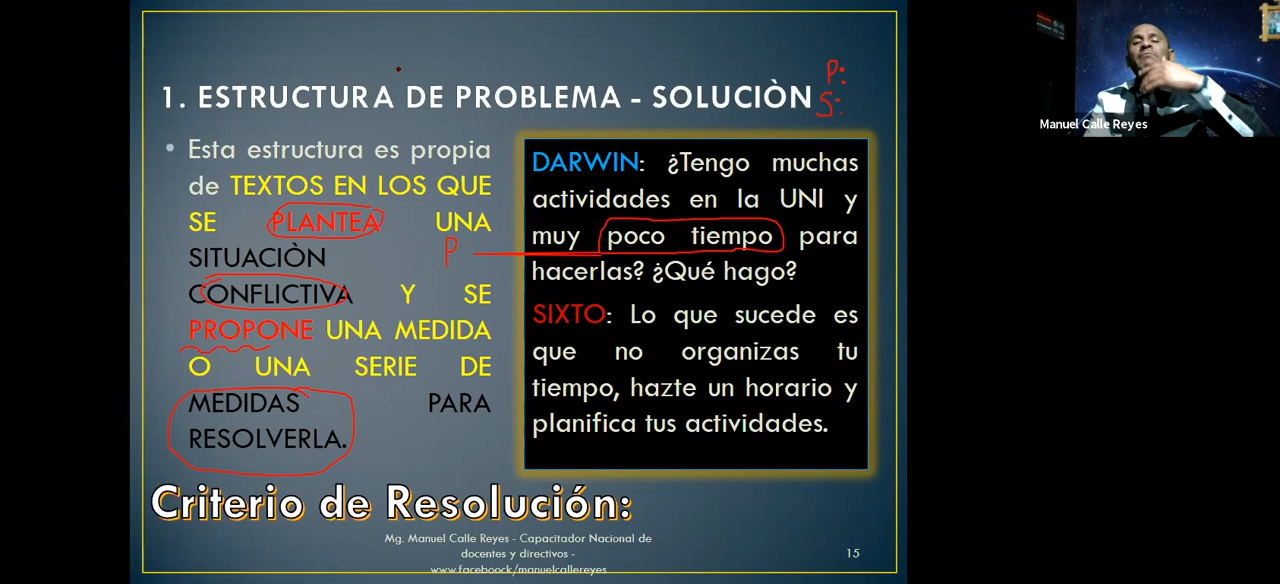 1. ESTRUCTURA DE PROBLEMA - SOLUCIÒN
P:
S:
• Esta estructura es propia
de TEXTOS EN LOS QUE
SE PLANTEA UNA
SITUACIÒN
CONFLICTIVA Y SE
PROPONE UNA MEDIDA
O UNA SERIE DE
MEDIDAS PARA
RESOLVERLA.
P
DARWIN: ¿Tengo muchas
actividades en la UNI y
muy poco tiempo para
hacerlas? ¿Qué hago?
SIXTO: Lo que sucede es
que no organizas tu
tiempo, hazte un horario y
planifica tus actividades.
Criterio de Resolución:
Mg. Manuel Calle Reyes - Capacitador Nacional de
docentes y directivos -
www.faceboock/manuelcallereyes
15
Manuel Calle Reyes